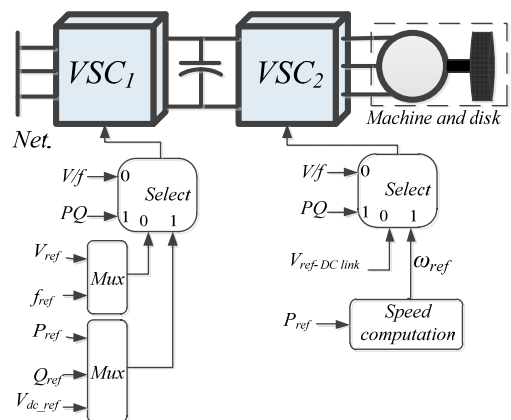 VSC1
VSC2
Net.
Machine and disk
V/f
0
Select
PQ
1
0
1
V/f
0
Select
PQ
1
0
1
Vref
fref
Mux
Vref-DC link
ωref
Pref
Qref
Vdc_ref
Mux
Pref
Speed
computation